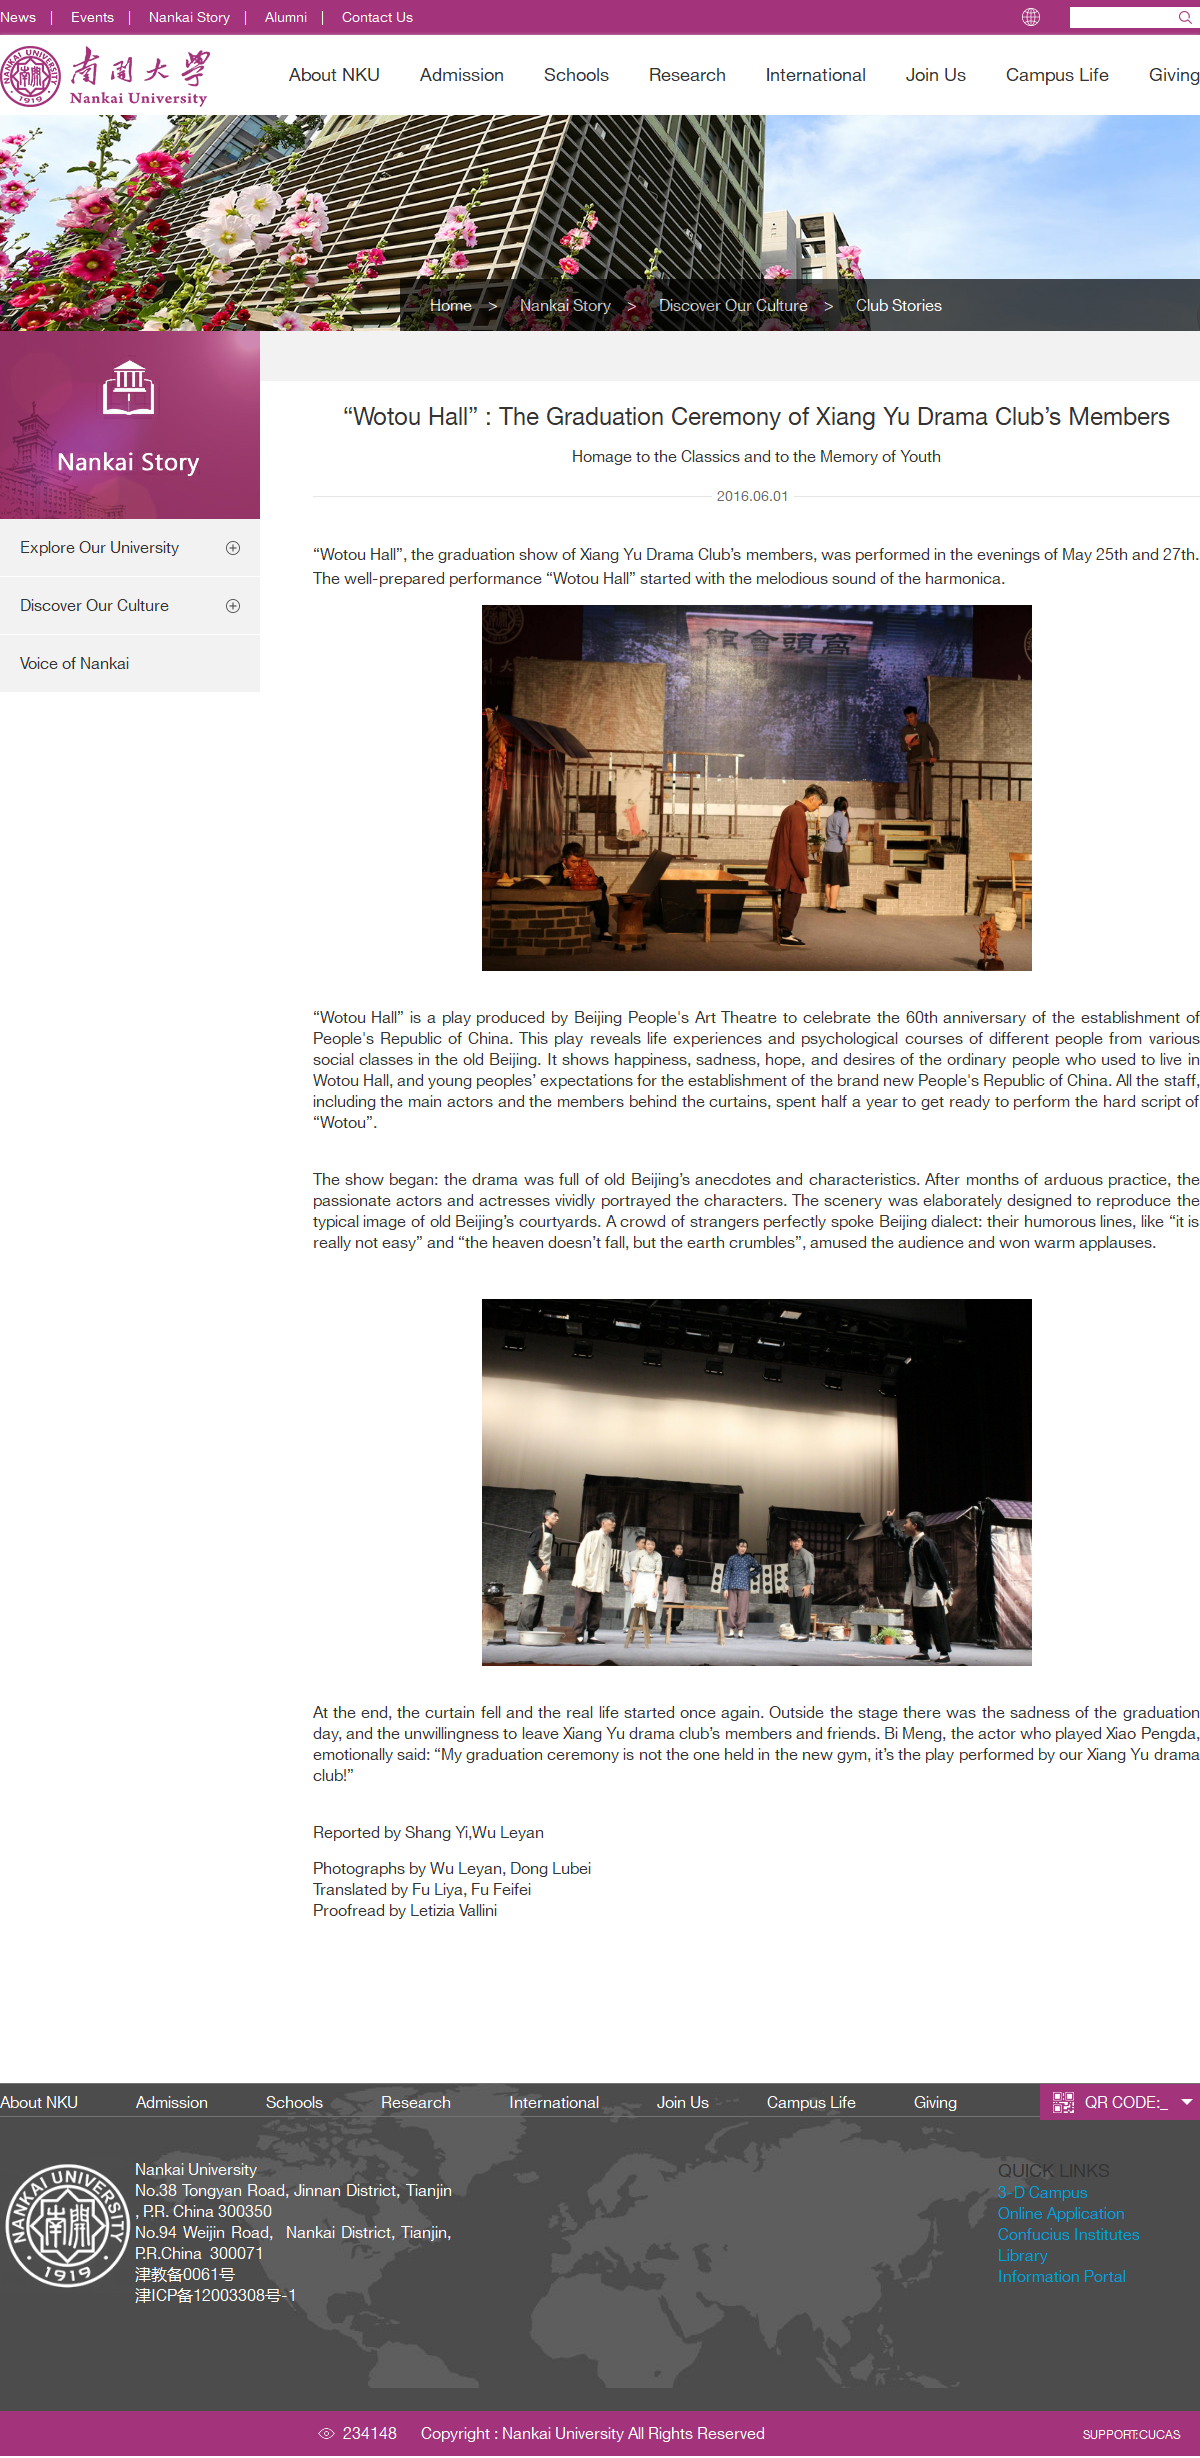 News | Events | Nankai Story | Alumni | Contact Us
NANKAI UNIVERSITY 1919 南開大學
Nankai University
About NKU Admission Schools Research International Join Us Campus Life Giving
Home > Nankai Story > Discover Our Culture > Club Stories
Nankai Story
Explore Our University
Discover Our Culture
Voice of Nankai
“Wotou Hall” : The Graduation Ceremony of Xiang Yu Drama Club’s Members
Homage to the Classics and to the Memory of Youth
2016.06.01
“Wotou Hall”, the graduation show of Xiang Yu Drama Club’s members, was performed in the evenings of May 25th and 27th.
The well-prepared performance “Wotou Hall” started with the melodious sound of the harmonica.
館會頭窩
“Wotou Hall” is a play produced by Beijing People's Art Theatre to celebrate the 60th anniversary of the establishment of
People's Republic of China. This play reveals life experiences and psychological courses of different people from various
social classes in the old Beijing. It shows happiness, sadness, hope, and desires of the ordinary people who used to live in
Wotou Hall, and young peoples’ expectations for the establishment of the brand new People's Republic of China. All the staff,
including the main actors and the members behind the curtains, spent half a year to get ready to perform the hard script of
“Wotou”.
The show began: the drama was full of old Beijing’s anecdotes and characteristics. After months of arduous practice, the
passionate actors and actresses vividly portrayed the characters. The scenery was elaborately designed to reproduce the
typical image of old Beijing’s courtyards. A crowd of strangers perfectly spoke Beijing dialect: their humorous lines, like “it is
really not easy” and “the heaven doesn’t fall, but the earth crumbles”, amused the audience and won warm applauses.
At the end, the curtain fell and the real life started once again. Outside the stage there was the sadness of the graduation
day, and the unwillingness to leave Xiang Yu drama club’s members and friends. Bi Meng, the actor who played Xiao Pengda,
emotionally said: “My graduation ceremony is not the one held in the new gym, it’s the play performed by our Xiang Yu drama
club!”
Reported by Shang Yi,Wu Leyan
Photographs by Wu Leyan, Dong Lubei
Translated by Fu Liya, Fu Feifei
Proofread by Letizia Vallini
About NKU Admission Schools Research International Join Us Campus Life Giving QR CODE:_
NANKAI UNIVERSITY 南開 1919
Nankai University
No.38 Tongyan Road, Jinnan District, Tianjin
, P.R. China 300350
No.94 Weijin Road, Nankai District, Tianjin,
P.R.China 300071
津教备0061号
津ICP备12003308号-1
QUICK LINKS
3-D Campus
Online Application
Confucius Institutes
Library
Information Portal
234148 Copyright : Nankai University All Rights Reserved SUPPORT:CUCAS